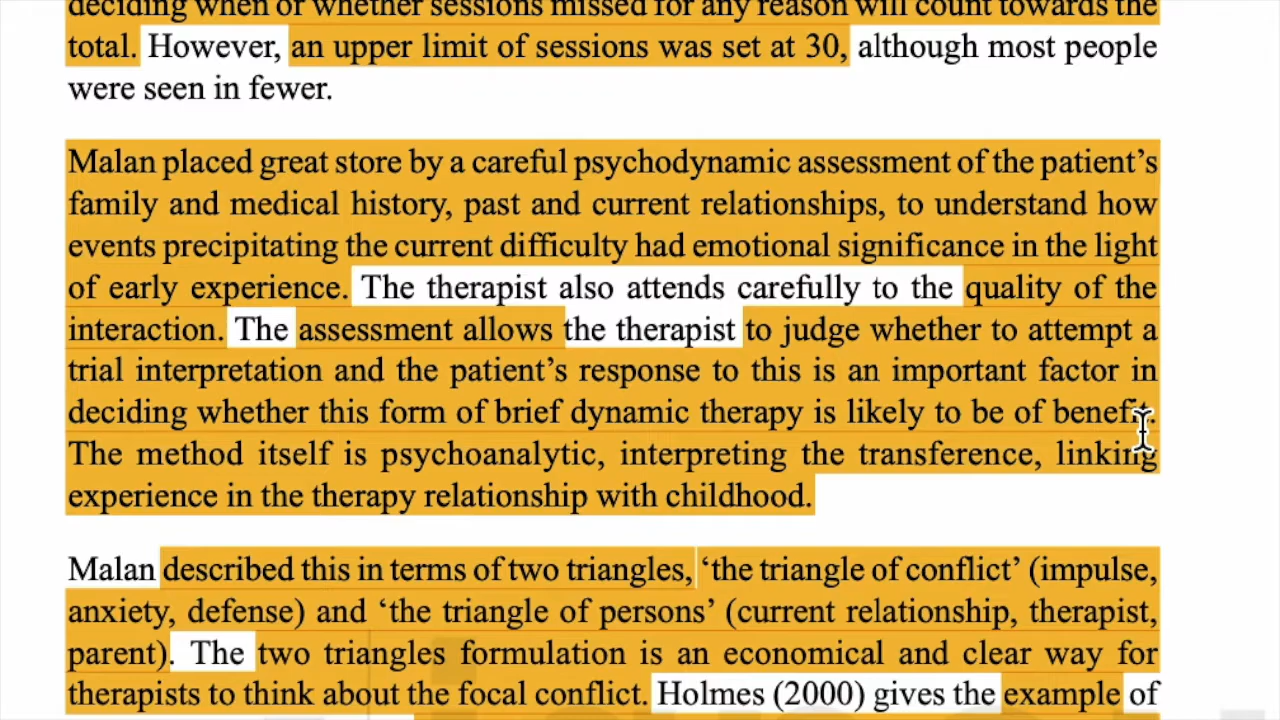 deciding when or whether sessions missed for any reason will count towards the
total. However, an upper limit of sessions was set at 30, although most people
were seen in fewer.
Malan placed great store by a careful psychodynamic assessment of the patient’s
family and medical history, past and current relationships, to understand how
events precipitating the current difficulty had emotional significance in the light
of early experience. The therapist also attends carefully to the quality of the
interaction. The assessment allows the therapist to judge whether to attempt a
trial interpretation and the patient’s response to this is an important factor in
deciding whether this form of brief dynamic therapy is likely to be of benefit.
The method itself is psychoanalytic, interpreting the transference, linking
experience in the therapy relationship with childhood.
Malan described this in terms of two triangles, ‘the triangle of conflict’ (impulse,
anxiety, defense) and ‘the triangle of persons’ (current relationship, therapist,
parent). The two triangles formulation is an economical and clear way for
therapists to think about the focal conflict. Holmes (2000) gives the example of